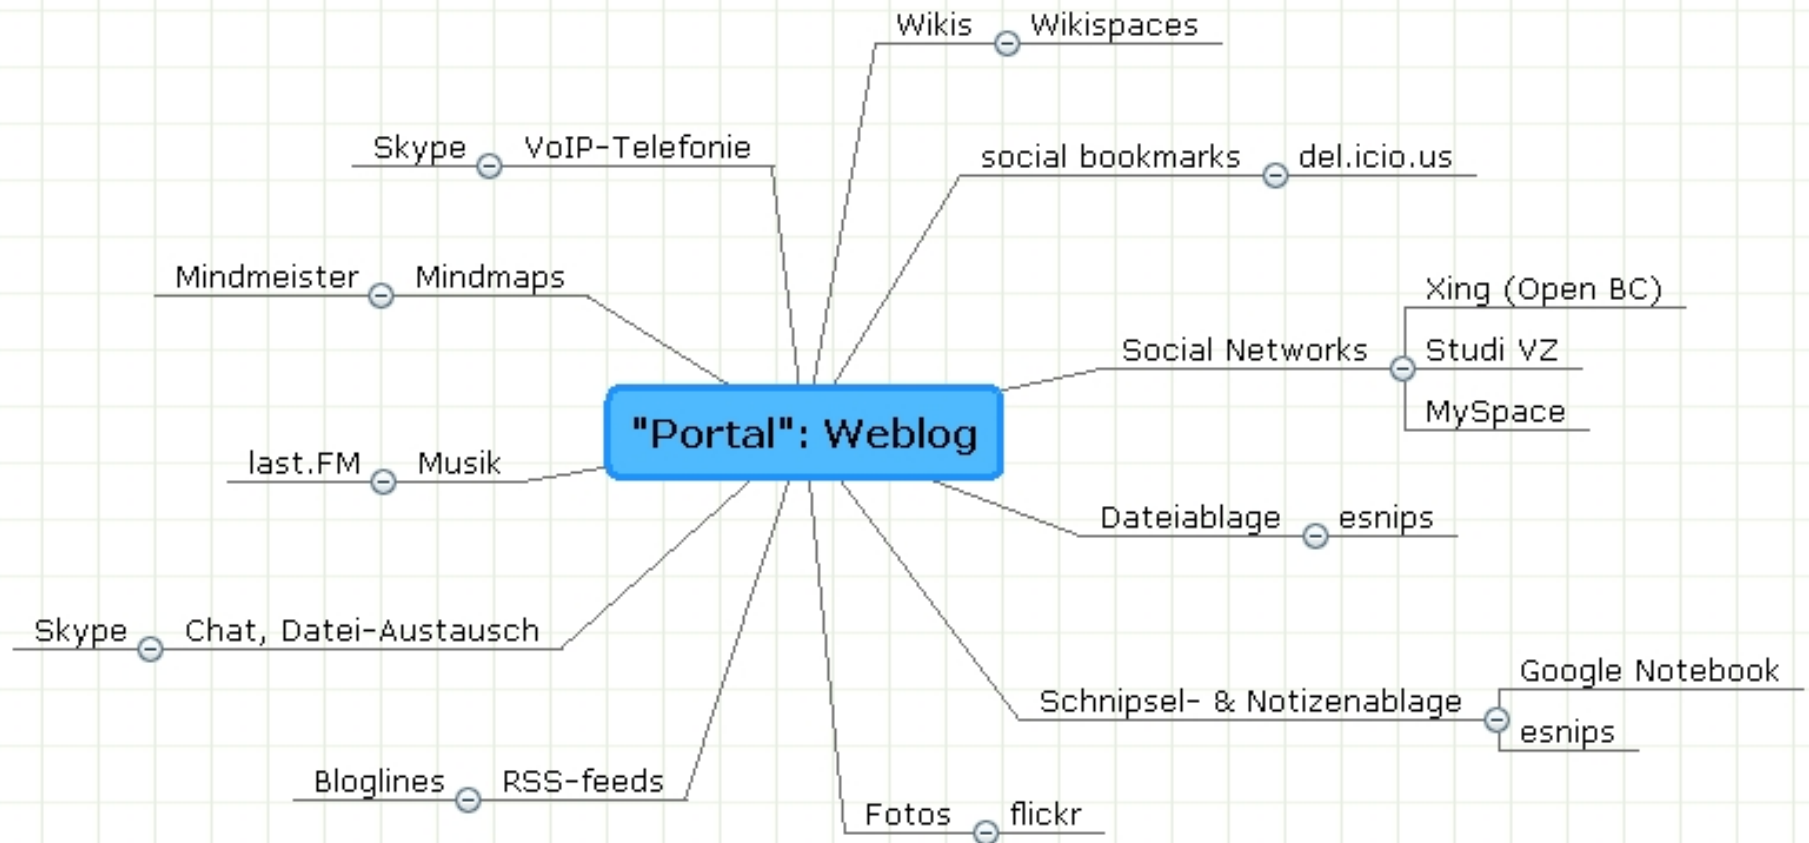 Wikis
Wikispaces
Skype
VoIP-Telefonie
social bookmarks
del.icio.us
Mindmeister
Mindmaps
Xing (Open BC)
Social Networks
Studi VZ
MySpace
"Portal": Weblog
last.FM
Musik
Dateiablage
esnips
Skype
Chat, Datei-Austausch
Google Notebook
Schnipsel- & Notizenablage
esnips
Bloglines
RSS-feeds
Fotos
flickr